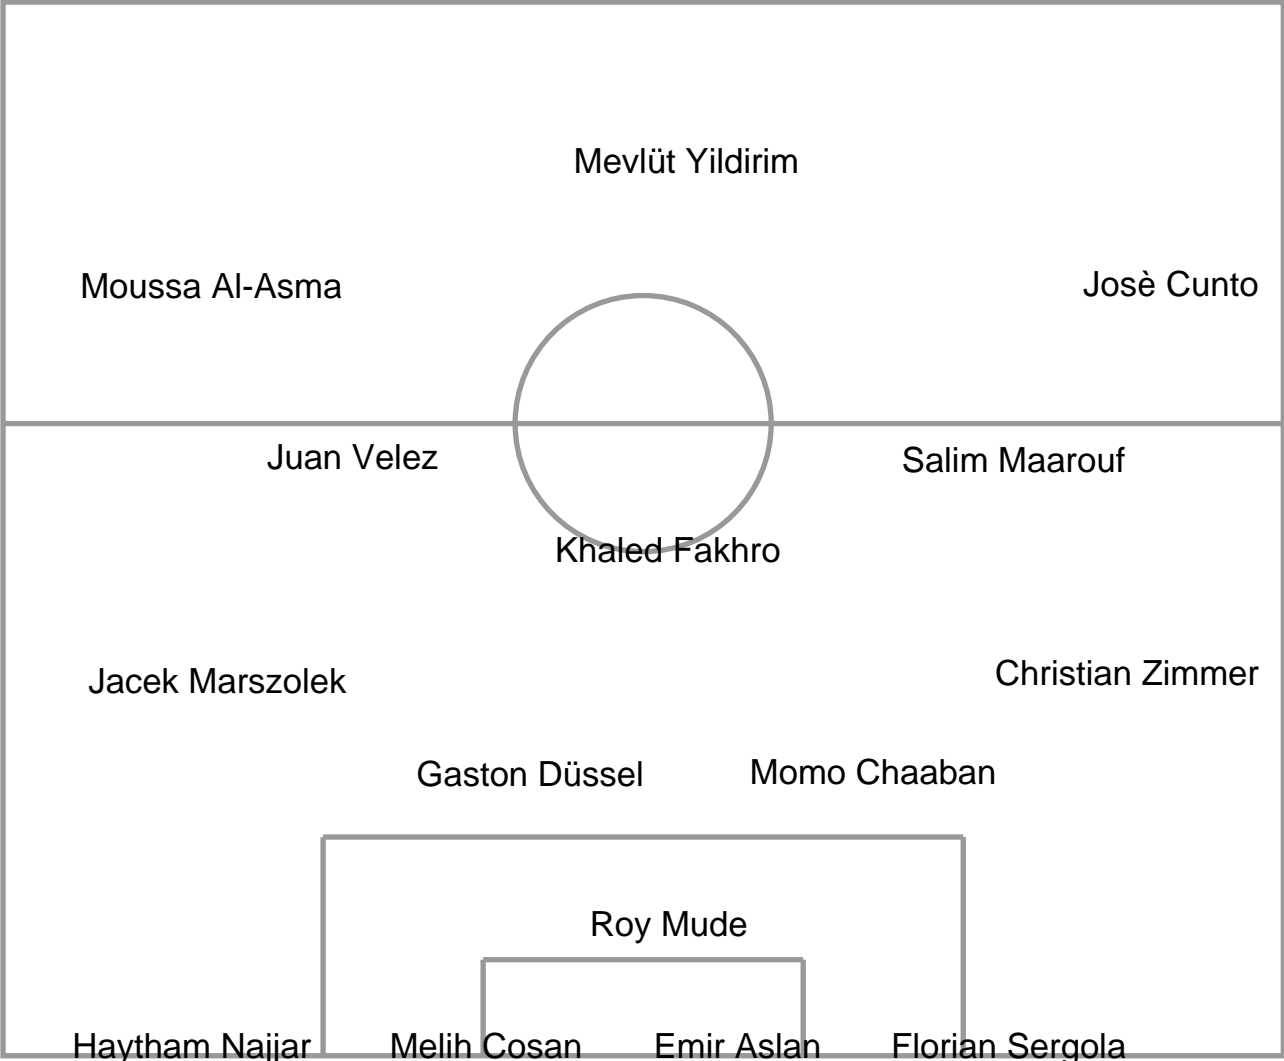 Mevlüt Yildirim
Moussa Al-Asma
Josè Cunto
Juan Velez
Salim Maarouf
Khaled Fakhro
Jacek Marszolek
Christian Zimmer
Gaston Düssel
Momo Chaaban
Roy Mude
Haytham Najjar
Melih Cosan
Emir Aslan
Florian Sergola